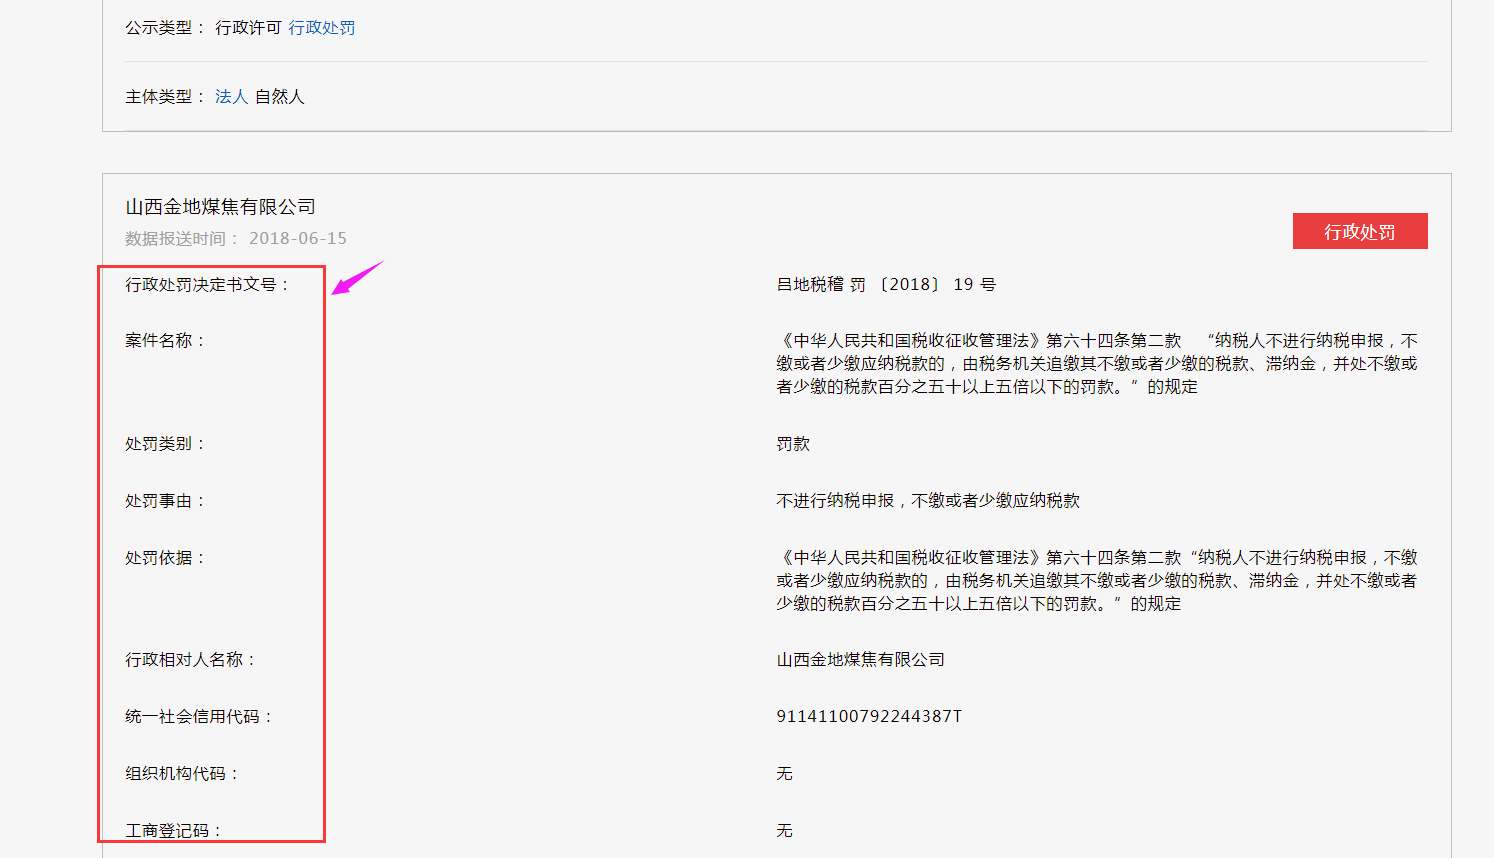 公示类型： 行政许可 行政处罚
主体类型： 法人 自然人
山西金地煤焦有限公司
数据报送时间： 2018-06-15
行政处罚
行政处罚决定书文号： 吕地税稽 罚 〔2018〕 19 号
案件名称： 《中华人民共和国税收征收管理法》第六十四条第二款 “纳税人不进行纳税申报，不
缴或者少缴应纳税款的，由税务机关追缴其不缴或者少缴的税款、滞纳金，并处不缴或
者少缴的税款百分之五十以上五倍以下的罚款。”的规定
处罚类别： 罚款
处罚事由： 不进行纳税申报，不缴或者少缴应纳税款
处罚依据： 《中华人民共和国税收征收管理法》第六十四条第二款“纳税人不进行纳税申报，不缴
或者少缴应纳税款的，由税务机关追缴其不缴或者少缴的税款、滞纳金，并处不缴或者
少缴的税款百分之五十以上五倍以下的罚款。”的规定
行政相对人名称： 山西金地煤焦有限公司
统一社会信用代码： 91141100792244387T
组织机构代码： 无
工商登记码： 无